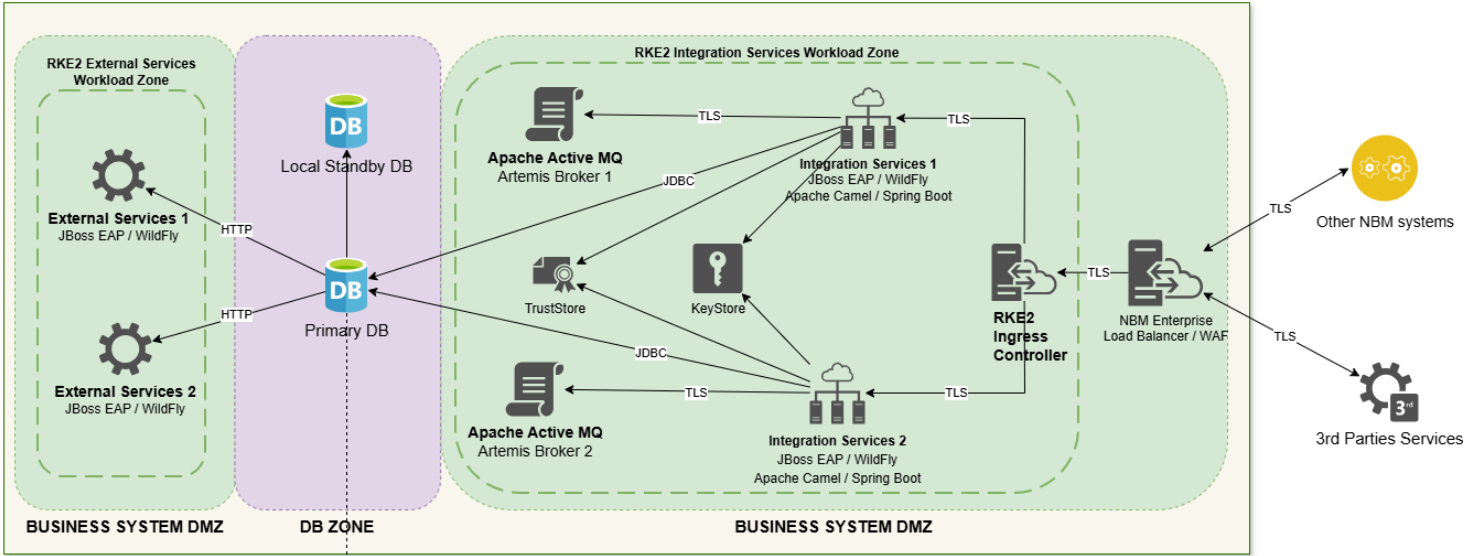 RKE2 External Services
Workload Zone
External Services 1
JBoss EAP / WildFly
External Services 2
JBoss EAP / WildFly
BUSINESS SYSTEM DMZ
HTTP
HTTP
DB
Local Standby DB
DB
Primary DB
DB ZONE
RKE2 Integration Services Workload Zone
Apache Active MQ
Artemis Broker 1
TLS
Integration Services 1
JBoss EAP / WildFly
Apache Camel / Spring Boot
TLS
JDBC
TrustStore
KeyStore
RKE2
Ingress
Controller
TLS
NBM Enterprise
Load Balancer / WAF
JDBC
Apache Active MQ
Artemis Broker 2
TLS
Integration Services 2
JBoss EAP / WildFly
Apache Camel / Spring Boot
TLS
BUSINESS SYSTEM DMZ
TLS
Other NBM systems
TLS
3rd
3rd Parties Services